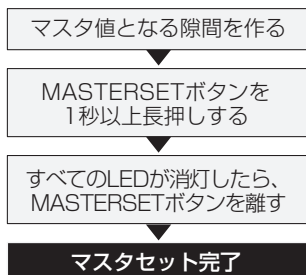 マスタ値となる隙間を作る
MASTERSETボタンを
1秒以上長押しする
すべてのLEDが消灯したら、
MASTERSETボタンを離す
マスタセット完了